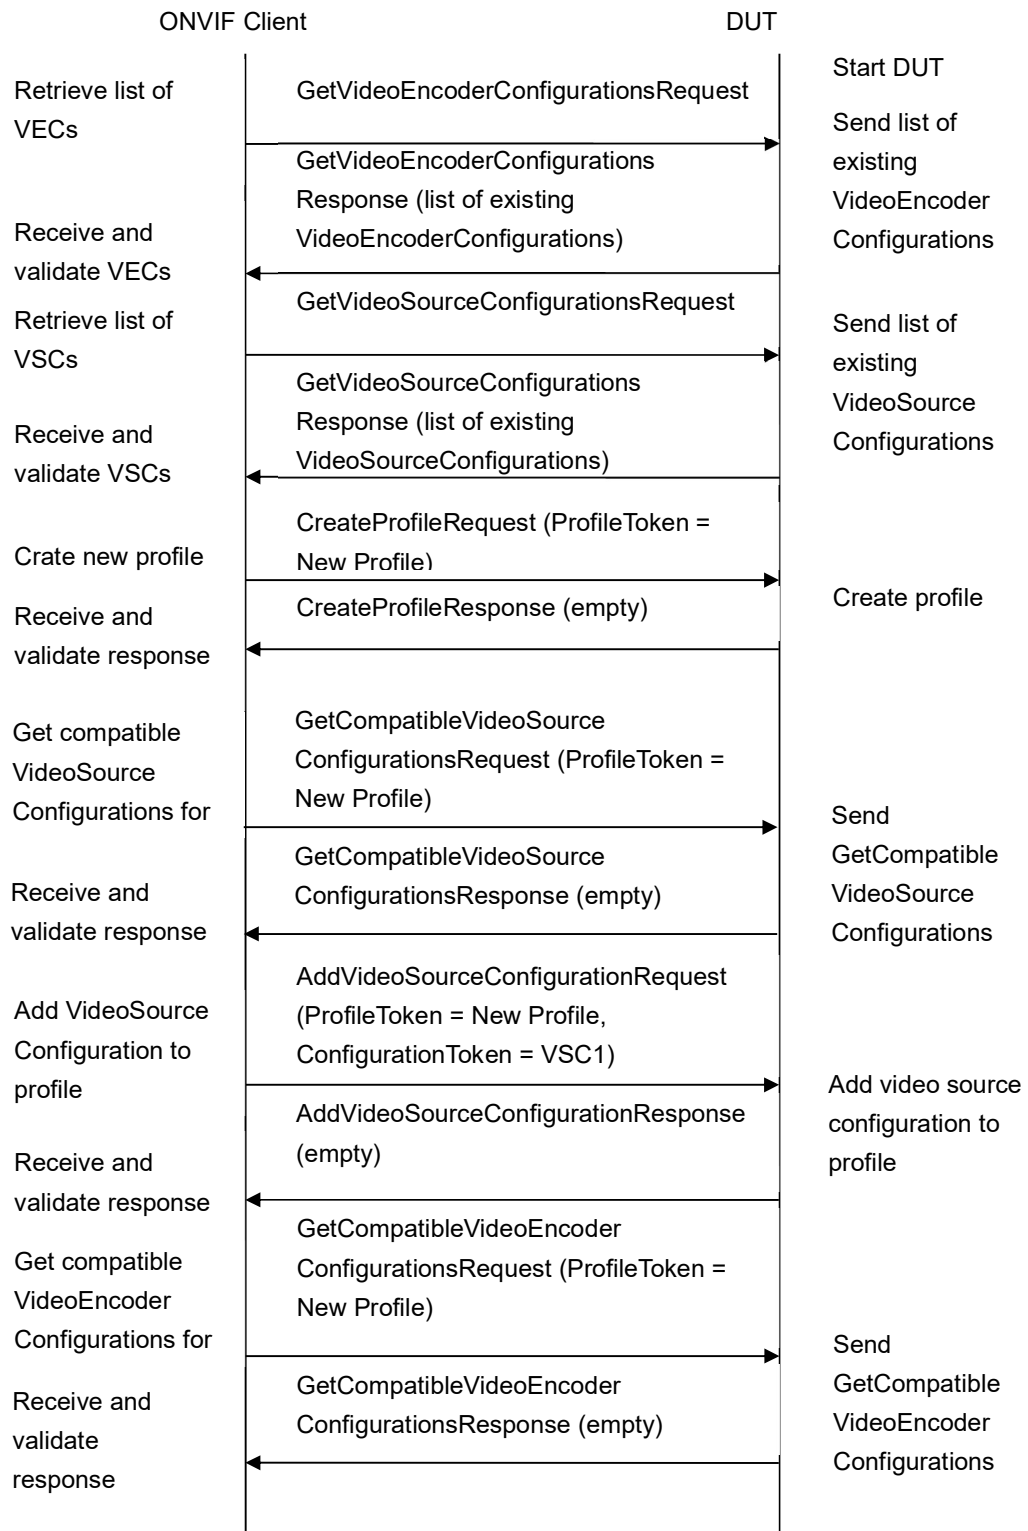 ONVIF Client
DUT
Start DUT
Retrieve list of
VECs
GetVideoEncoderConfigurationsRequest
Send list of
existing
VideoEncoder
Configurations
GetVideoEncoderConfigurations
Response (list of existing
VideoEncoderConfigurations)
Receive and
validate VECs
GetVideoSourceConfigurationsRequest
Retrieve list of
VSCs
Send list of
existing
VideoSource
Configurations
GetVideoSourceConfigurations
Response (list of existing
VideoSourceConfigurations)
Receive and
validate VSCs
CreateProfileRequest (ProfileToken =
New Profile)
Crate new profile
Create profile
CreateProfileResponse (empty)
Receive and
validate response
Get compatible
VideoSource
Configurations for
GetCompatibleVideoSource
ConfigurationsRequest (ProfileToken =
New Profile)
Send
GetCompatible
VideoSource
Configurations
GetCompatibleVideoSource
ConfigurationsResponse (empty)
Receive and
validate response
AddVideoSourceConfigurationRequest
(ProfileToken = New Profile,
ConfigurationToken = VSC1)
Add VideoSource
Configuration to
profile
Add video source
configuration to
profile
AddVideoSourceConfigurationResponse
(empty)
Receive and
validate response
GetCompatibleVideoEncoder
ConfigurationsRequest (ProfileToken =
New Profile)
Get compatible
VideoEncoder
Configurations for
Send
GetCompatible
VideoEncoder
Configurations
GetCompatibleVideoEncoder
ConfigurationsResponse (empty)
Receive and
validate
response